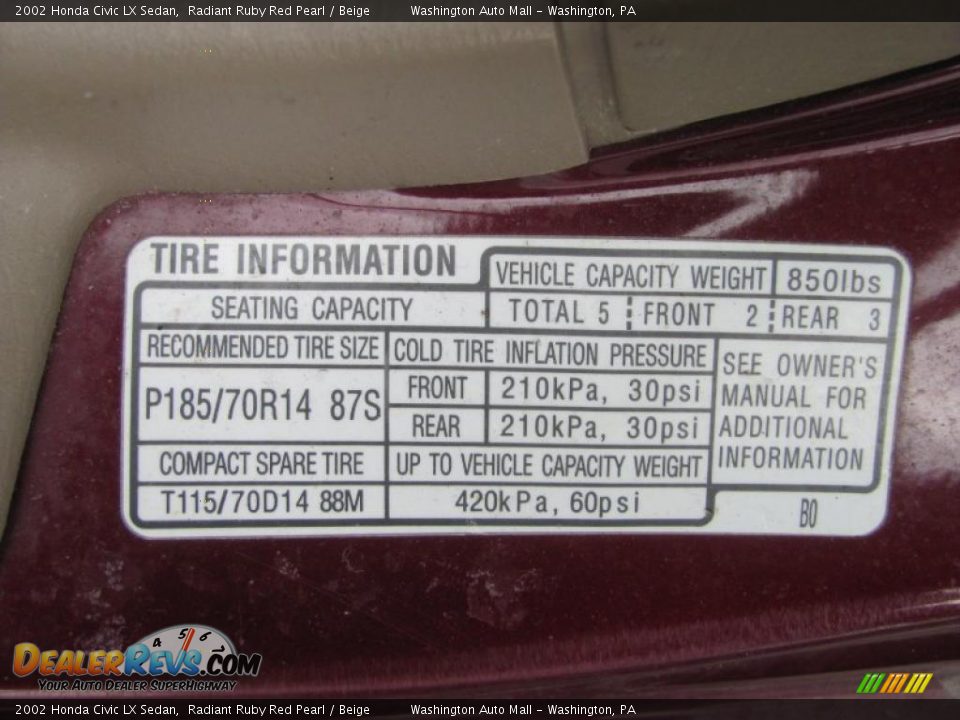 2002 Honda Civic LX Sedan, Radiant Ruby Red Pearl / Beige Washington Auto Mall - Washington, PA
TIRE INFORMATION
VEHICLE CAPACITY WEIGHT 850lbs
SEATING CAPACITY TOTAL 5 FRONT 2 REAR 3
RECOMMENDED TIRE SIZE COLD TIRE INFLATION PRESSURE
P185/70R14 87S
FRONT 210kPa, 30psi
REAR 210kPa, 30psi
SEE OWNER'S
MANUAL FOR
ADDITIONAL
INFORMATION
COMPACT SPARE TIRE UP TO VEHICLE CAPACITY WEIGHT
T115/70D14 88M 420kPa, 60psi
B0
4 5 6
DEALERREVS.COM
YOUR AUTO DEALER SUPERHIGHWAY
2002 Honda Civic LX Sedan, Radiant Ruby Red Pearl / Beige Washington Auto Mall - Washington, PA